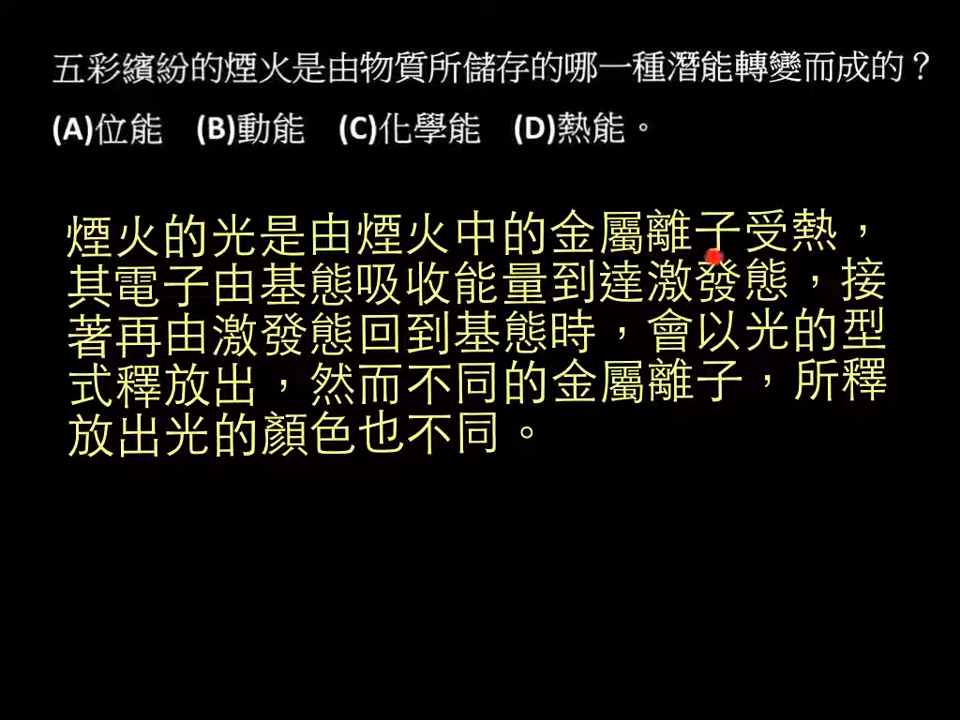 五彩繽紛的煙火是由物質所儲存的哪一種潛能轉變而成的？
(A)位能 (B)動能 (C)化學能 (D)熱能。
煙火的光是由煙火中的金屬離子受熱，
其電子由基態吸收能量到達激發態，接
著再由激發態回到基態時，會以光的型
式釋放出，然而不同的金屬離子，所釋
放出光的顏色也不同。